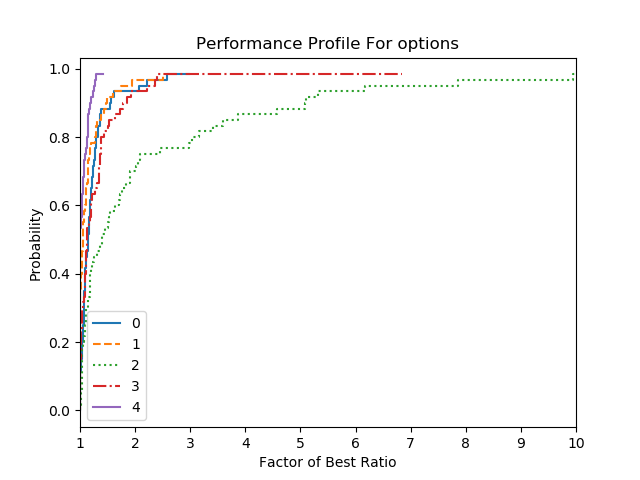 Performance Profile For options
Probability
1.0
0.8
0.6
0.4
0.2
0.0
0
1
2
3
4
1 2 3 4 5 6 7 8 9 10
Factor of Best Ratio